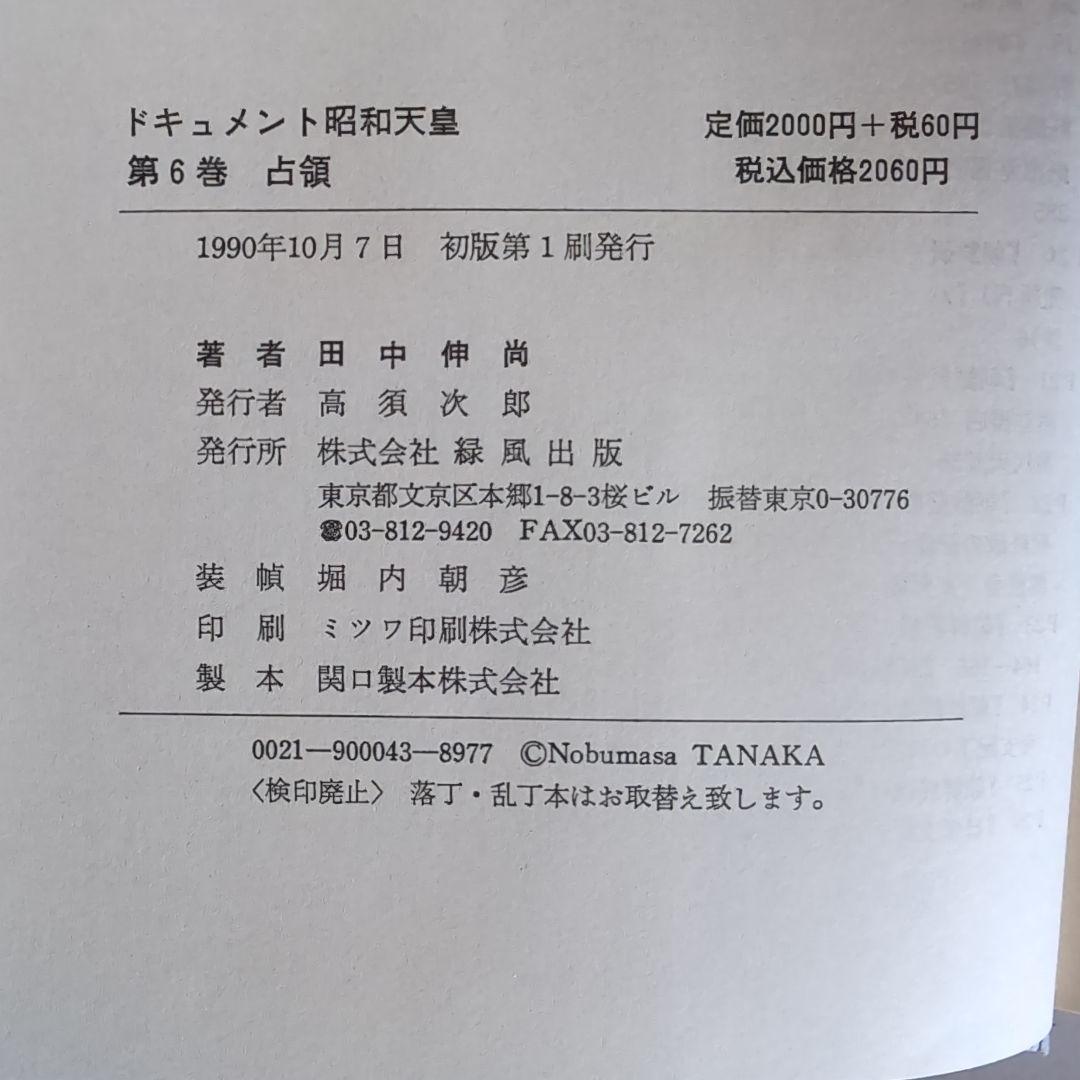 ドキュメント昭和天皇　定価2000円＋税60円
第6巻　占領　税込価格2060円
1990年10月7日　初版第1刷発行
著　者　田　中　伸　尚
発行者　高　須　次　郎
発行所　株式会社 緑 風 出 版
東京都文京区本郷1-8-3桜ビル　振替東京0-30776
☎03-812-9420　FAX03-812-7262
装　幀　堀　内　朝　彦
印　刷　ミツワ印刷株式会社
製　本　関口製本株式会社
0021―900043―8977　©Nobumasa TANAKA
〈検印廃止〉　落丁・乱丁本はお取替え致します。